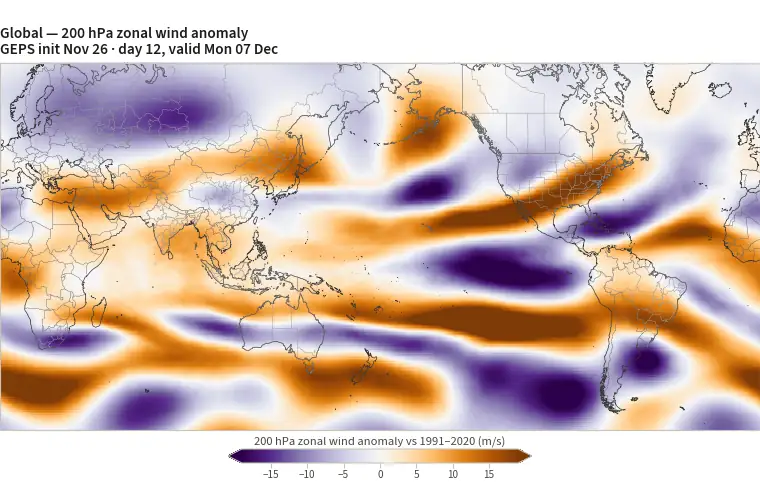 Global — 200 hPa zonal wind anomaly
GEPS init Nov 26 · day 12, valid Mon 07 Dec
200 hPa zonal wind anomaly vs 1991–2020 (m/s)
−15 −10 −5 0 5 10 15